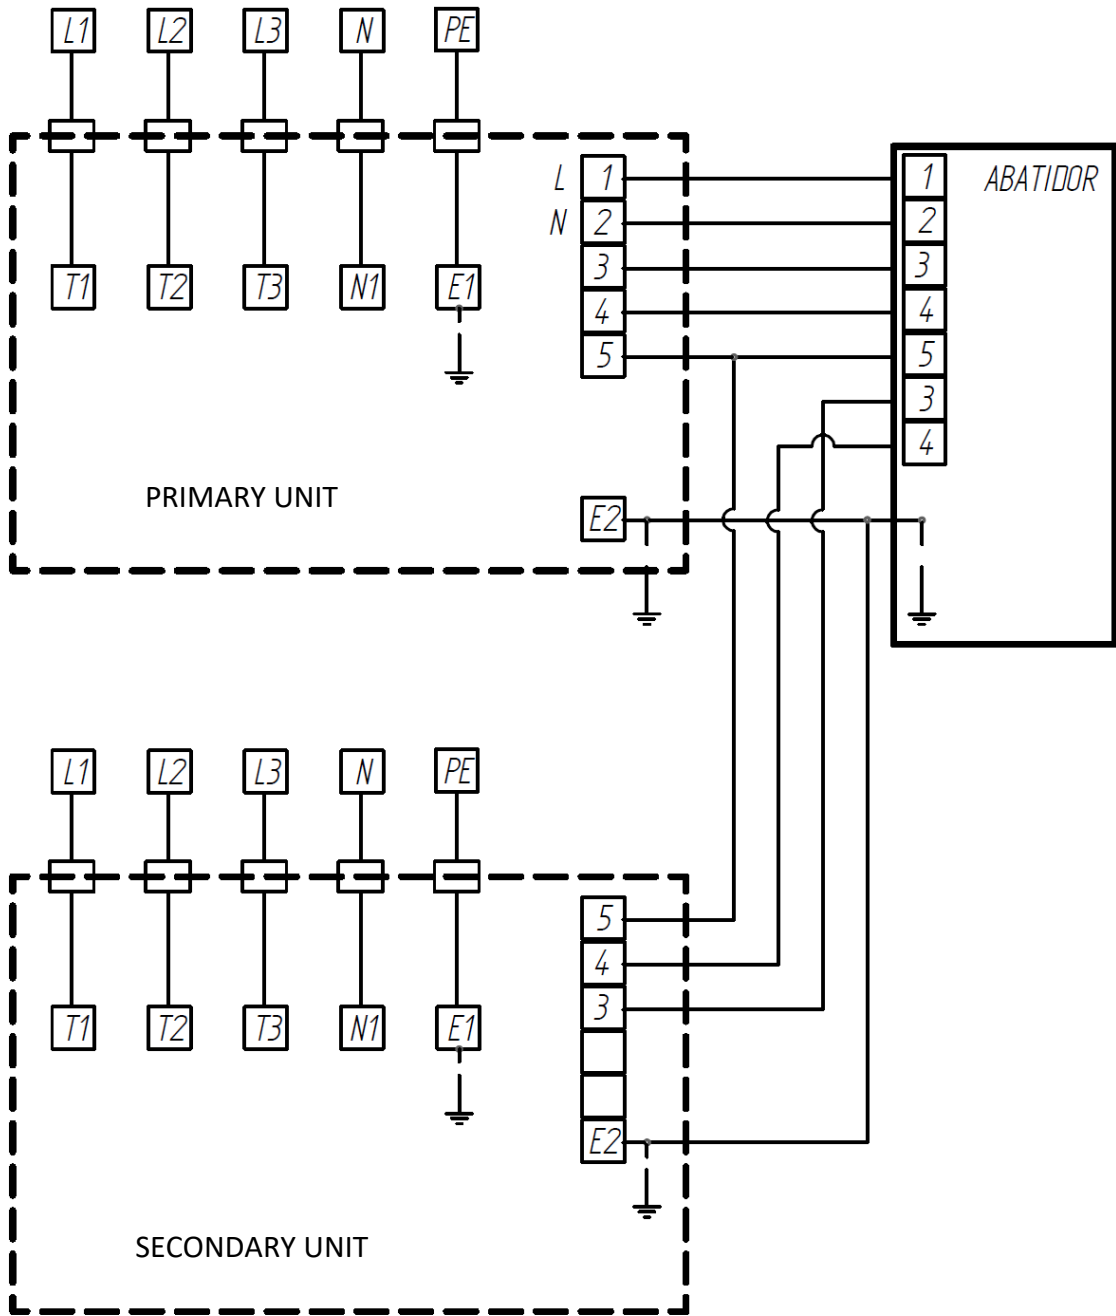 L1 L2 L3 N PE
L 1
N 2
3
4
5
1 ABATIDOR
2
3
4
5
3
4
T1 T2 T3 N1 E1
PRIMARY UNIT
E2
L1 L2 L3 N PE
5
4
3
T1 T2 T3 N1 E1
E2
SECONDARY UNIT